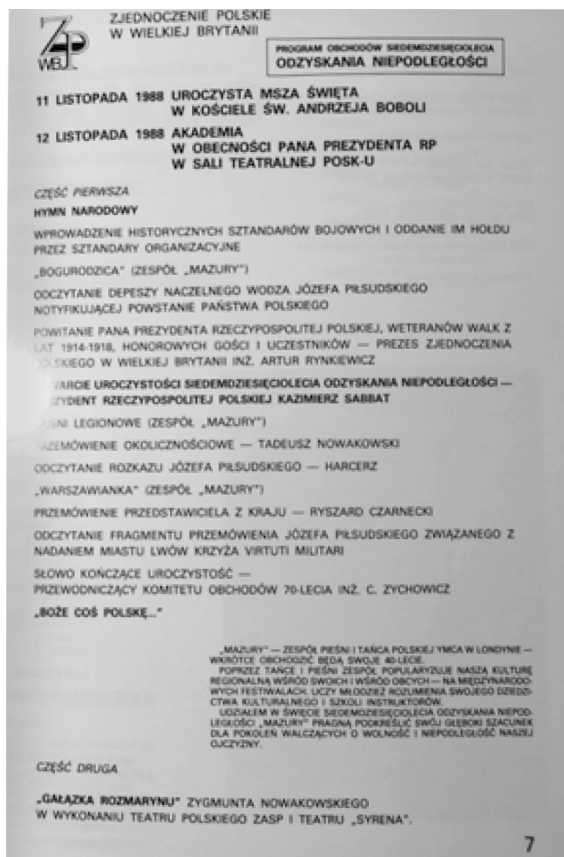 ZP
WBJ
ZJEDNOCZENIE POLSKIE
W WIELKIEJ BRYTANII
PROGRAM OBCHODÓW SIEDEMDZIESIĘCIOLECIA
ODZYSKANIA NIEPODLEGŁOŚCI
11 LISTOPADA 1988 UROCZYSTA MSZA ŚWIĘTA
W KOŚCIELE ŚW. ANDRZEJA BOBOLI
12 LISTOPADA 1988 AKADEMIA
W OBECNOŚCI PANA PREZYDENTA RP
W SALI TEATRALNEJ POSK-U
CZĘŚĆ PIERWSZA
HYMN NARODOWY
WPROWADZENIE HISTORYCZNYCH SZTANDARÓW BOJOWYCH I ODDANIE IM HOŁDU
PRZEZ SZTANDARY ORGANIZACYJNE
„BOGURODZICA" (ZESPÓŁ „MAZURY")
ODCZYTANIE DEPESZY NACZELNEGO WODZA JÓZEFA PIŁSUDSKIEGO
NOTYFIKUJĄCEJ POWSTANIE PAŃSTWA POLSKIEGO
POWITANIE PANA PREZYDENTA RZECZYPOSPOLITEJ POLSKIEJ, WETERANÓW WALK Z
LAT 1914-1918, HONOROWYCH GOŚCI I UCZESTNIKÓW — PREZES ZJEDNOCZENIA
POLSKIEGO W WIELKIEJ BRYTANII INŻ. ARTUR RYNKIEWICZ
WARCIE UROCZYSTOŚCI SIEDEMDZIESIĘCIOLECIA ODZYSKANIA NIEPODLEGŁOŚCI —
ZYDENT RZECZYPOSPOLITEJ POLSKIEJ KAZIMIERZ SABBAT
ŚNI LEGIONOWE (ZESPÓŁ „MAZURY")
ZEMÓWIENIE OKOLICZNOŚCIOWE — TADEUSZ NOWAKOWSKI
ODCZYTANIE ROZKAZU JÓZEFA PIŁSUDSKIEGO — HARCERZ
„WARSZAWIANKA" (ZESPÓŁ „MAZURY")
PRZEMÓWIENIE PRZEDSTAWICIELA Z KRAJU — RYSZARD CZARNECKI
ODCZYTANIE FRAGMENTU PRZEMÓWIENIA JÓZEFA PIŁSUDSKIEGO ZWIĄZANEGO Z
NADANIEM MIASTU LWÓW KRZYŻA VIRTUTI MILITARI
SŁOWO KOŃCZĄCE UROCZYSTOŚĆ —
PRZEWODNICZĄCY KOMITETU OBCHODÓW 70-LECIA INŻ. C. ZYCHOWICZ
„BOŻE COŚ POLSKĘ..."
„MAZURY" — ZESPÓŁ PIEŚNI I TAŃCA POLSKIEJ YMCA W LONDYNIE —
WKRÓTCE OBCHODZIĆ BĘDĄ SWOJE 40-LECIE.
POPRZEZ TAŃCE I PIEŚNI ZESPÓŁ POPULARYZUJE NASZĄ KULTURĘ
REGIONALNĄ WŚRÓD SWOICH I WŚRÓD OBCYCH — NA MIĘDZYNARODO-
WYCH FESTIWALACH. UCZY MŁODZIEŻ ROZUMIENIA SWOJEGO DZIEDZI-
CTWA KULTURALNEGO I SZKOLI INSTRUKTORÓW.
UDZIAŁEM W ŚWIĘCIE SIEDEMDZIESIĘCIOLECIA ODZYSKANIA NIEPOD-
LEGŁOŚCI „MAZURY" PRAGNĄ PODKREŚLIĆ SWÓJ GŁĘBOKI SZACUNEK
DLA POKOLEŃ WALCZĄCYCH O WOLNOŚĆ I NIEPODLEGŁOŚĆ NASZEJ
OJCZYZNY.
CZĘŚĆ DRUGA
„GAŁĄZKA ROZMARYNU" ZYGMUNTA NOWAKOWSKIEGO
W WYKONANIU TEATRU POLSKIEGO ZASP I TEATRU „SYRENA".
7